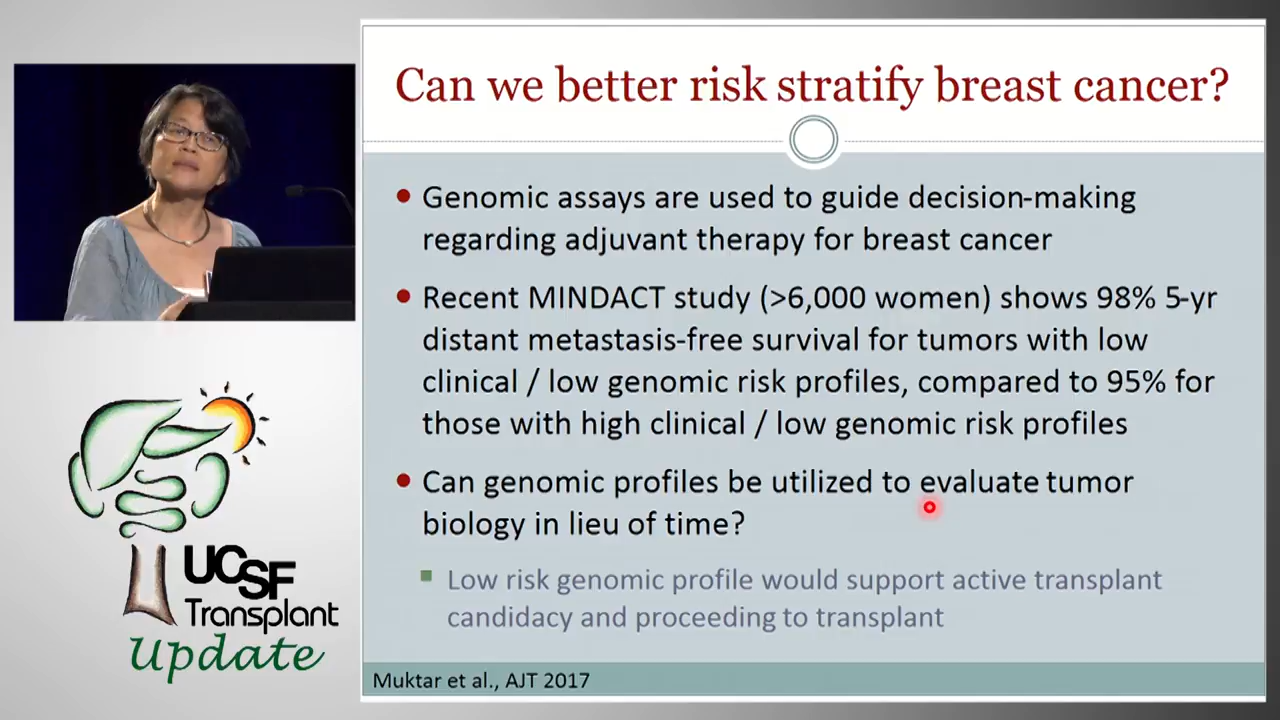 Can we better risk stratify breast cancer?
Genomic assays are used to guide decision-making
regarding adjuvant therapy for breast cancer
Recent MINDACT study (>6,000 women) shows 98% 5-yr
distant metastasis-free survival for tumors with low
clinical / low genomic risk profiles, compared to 95% for
those with high clinical / low genomic risk profiles
Can genomic profiles be utilized to evaluate tumor
biology in lieu of time?
Low risk genomic profile would support active transplant
candidacy and proceeding to transplant
Muktar et al., AJT 2017
UCSF
Transplant
Update